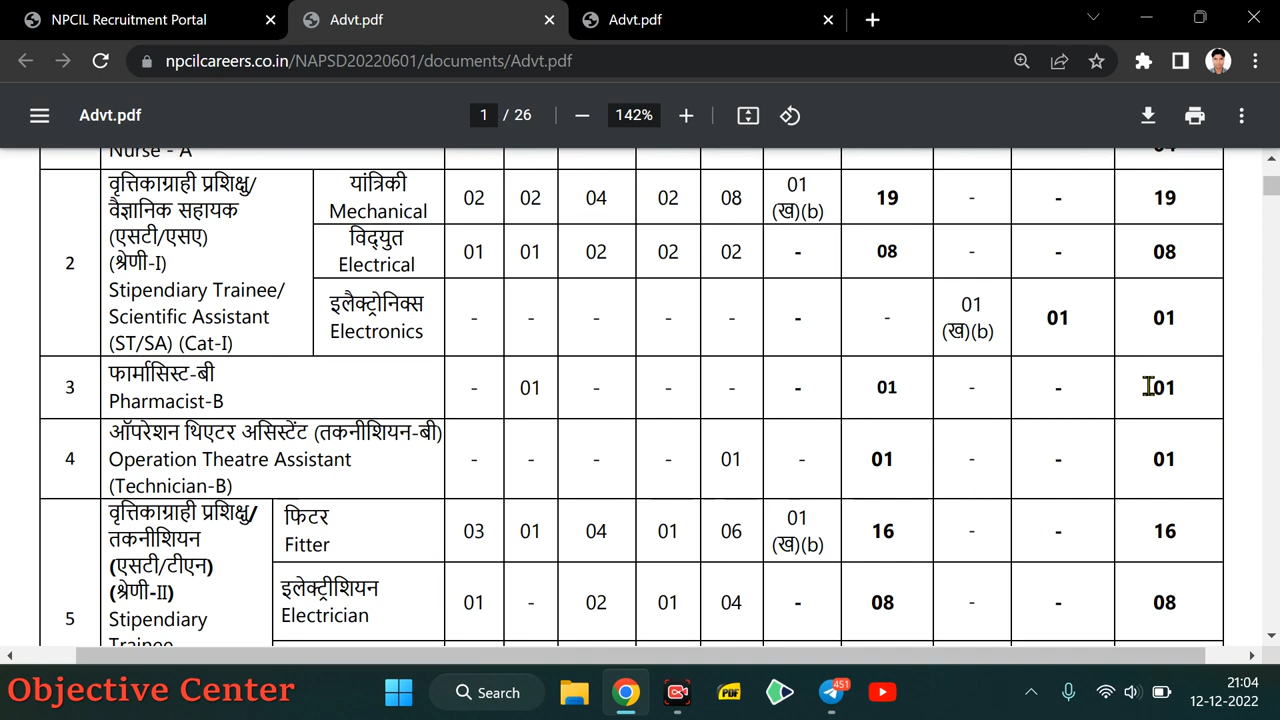 NPCIL Recruitment Portal
Advt.pdf
Advt.pdf
npcilcareers.co.in/NAPSD20220601/documents/Advt.pdf
Advt.pdf
1 / 26
142%
Nurse - A
2
वृत्तिकाग्राही प्रशिक्षु/
वैज्ञानिक सहायक
(एसटी/एसए)
(श्रेणी-I)
Stipendiary Trainee/
Scientific Assistant
(ST/SA) (Cat-I)
यांत्रिकी
Mechanical
02 02 04 02 08 01 (ख)(b) 19 - - 19
विद्युत
Electrical
01 01 02 02 02 - 08 - - 08
इलैक्ट्रोनिक्स
Electronics
- - - - - - - 01 (ख)(b) 01 01
3
फार्मासिस्ट-बी
Pharmacist-B
- 01 - - - - 01 - - 01
4
ऑपरेशन थिएटर असिस्टेंट (तकनीशियन-बी)
Operation Theatre Assistant
(Technician-B)
- - - - 01 - 01 - - 01
5
वृत्तिकाग्राही प्रशिक्षु/
तकनीशियन
(एसटी/टीएन)
(श्रेणी-II)
Stipendiary
Trainee
फिटर
Fitter
03 01 04 01 06 01 (ख)(b) 16 - - 16
इलेक्ट्रीशियन
Electrician
01 - 02 01 04 - 08 - - 08
Objective Center
Search
PDF
451
21:04
12-12-2022